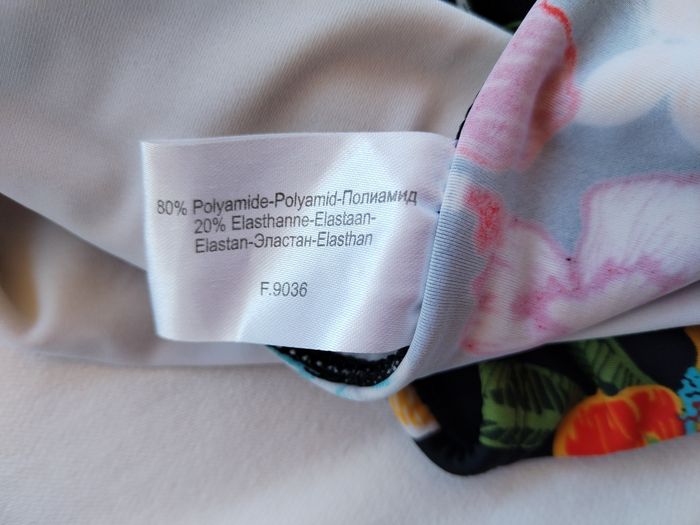 80% Polyamide-Polyamid-Полиамид
20% Elasthanne-Elastaan-
Elastan-Эластан-Elasthan
F.9036